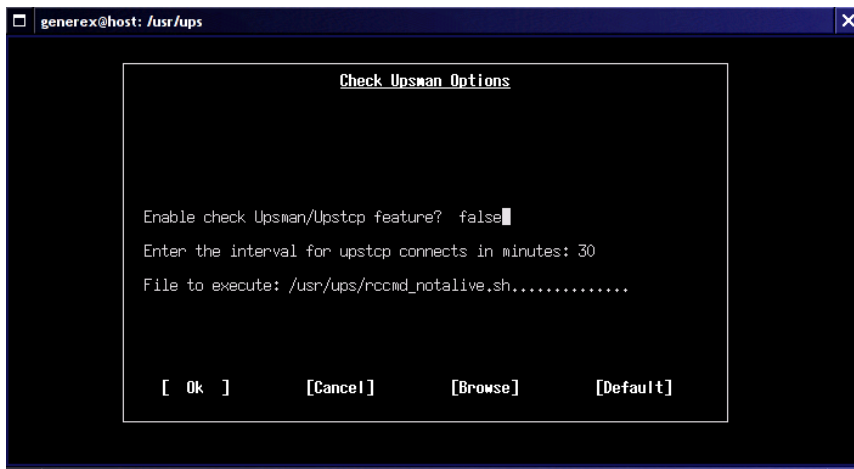 generex@host: /usr/ups
Check Upsman Options
Enable check Upsman/Upstcp feature? false
Enter the interval for upstcp connects in minutes: 30
File to execute: /usr/ups/rccmd_notalive.sh..............
[ Ok ] [Cancel] [Browse] [Default]